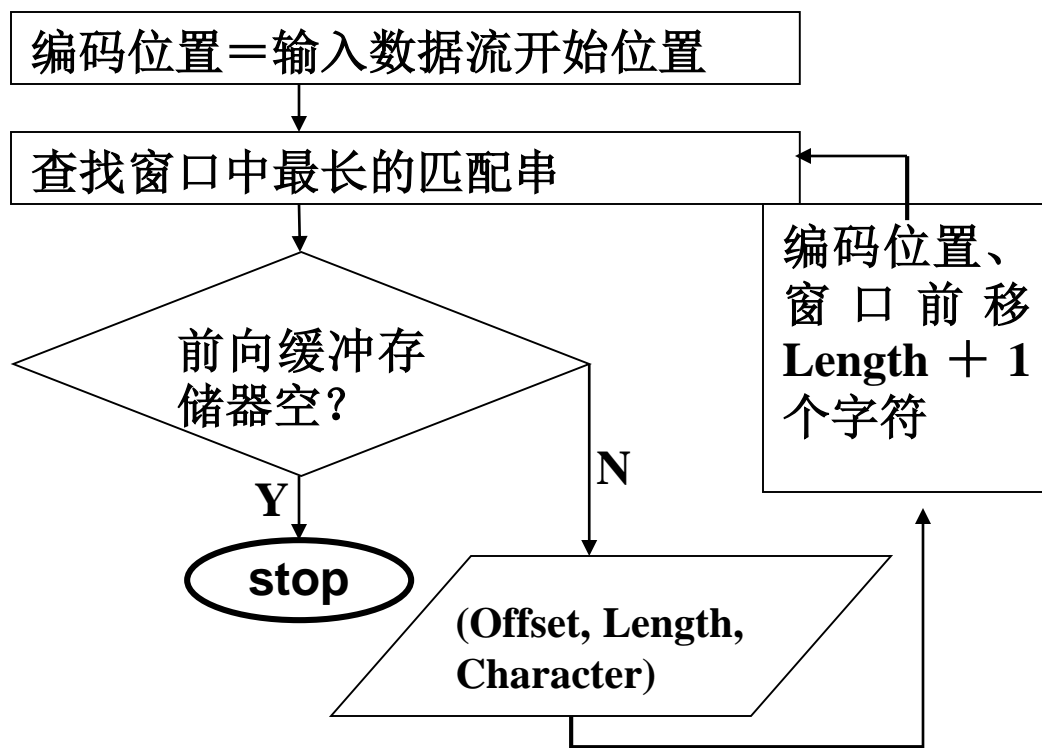 编码位置＝输入数据流开始位置
查找窗口中最长的匹配串
前向缓冲存
储器空？
Y
stop
N
(Offset, Length,
Character)
编码位置、
窗口前移
Length ＋ 1
个字符